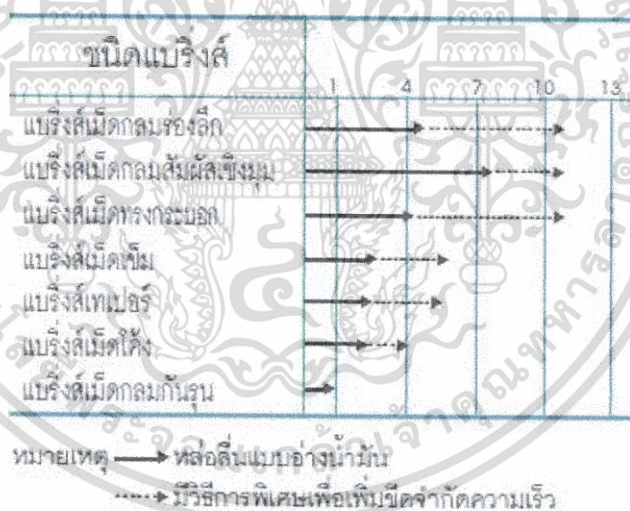 ชนิดแบริ่งส์
1 4 7 10 13
แบริ่งส์เม็ดกลมร่องลึก
แบริ่งส์เม็ดกลมสัมผัสเชิงมุม
แบริ่งส์เม็ดทรงกระบอก
แบริ่งส์เม็ดเข็ม
แบริ่งส์เทเปอร์
แบริ่งส์เม็ดโค้ง
แบริ่งส์เม็ดกลมกันรุน
หมายเหตุ หล่อลื่นแบบอ่างน้ำมัน
มีวิธีการพิเศษเพื่อเพิ่มขีดจำกัดความเร็ว